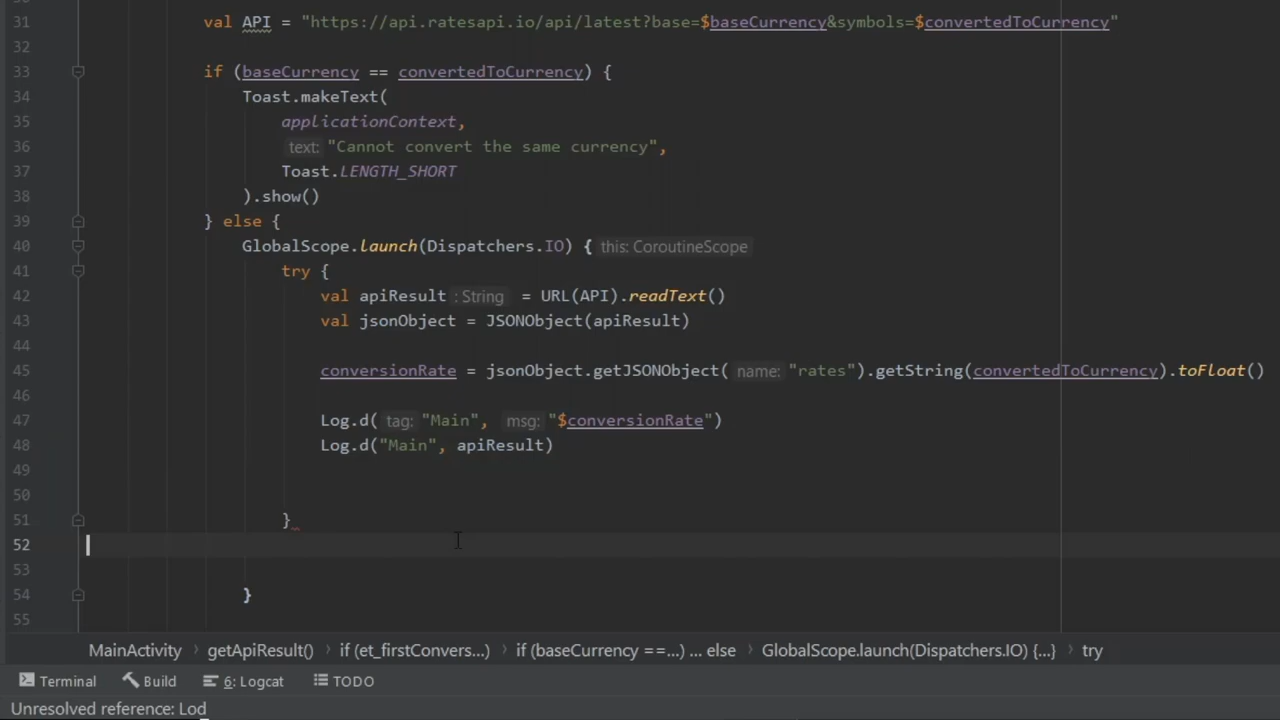 30
31 val API = "https://api.ratesapi.io/api/latest?base=$baseCurrency&symbols=$convertedToCurrency"
32
33 if (baseCurrency == convertedToCurrency) {
34 Toast.makeText(
35 applicationContext,
36 text: "Cannot convert the same currency",
37 Toast.LENGTH_SHORT
38 ).show()
39 } else {
40 GlobalScope.launch(Dispatchers.IO) { this: CoroutineScope
41 try {
42 val apiResult : String = URL(API).readText()
43 val jsonObject = JSONObject(apiResult)
44
45 conversionRate = jsonObject.getJSONObject( name: "rates").getString(convertedToCurrency).toFloat()
46
47 Log.d( tag: "Main", msg: "$conversionRate")
48 Log.d("Main", apiResult)
49
50
51 }
52
53
54 }
55
MainActivity › getApiResult() › if (et_firstConvers...) › if (baseCurrency ==...) ... else › GlobalScope.launch(Dispatchers.IO) {...} › try
Terminal Build 6: Logcat TODO
Unresolved reference: Lod